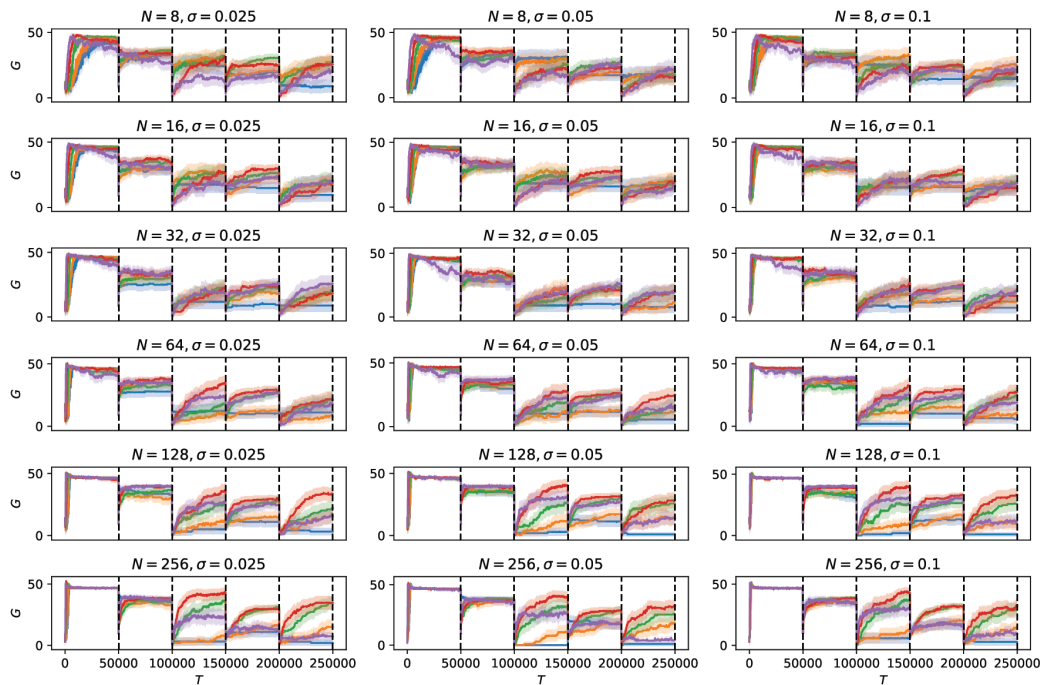 N = 8, σ = 0.025 N = 8, σ = 0.05 N = 8, σ = 0.1
50
0
G
N = 16, σ = 0.025 N = 16, σ = 0.05 N = 16, σ = 0.1
50
0
G
N = 32, σ = 0.025 N = 32, σ = 0.05 N = 32, σ = 0.1
50
0
G
N = 64, σ = 0.025 N = 64, σ = 0.05 N = 64, σ = 0.1
50
0
G
N = 128, σ = 0.025 N = 128, σ = 0.05 N = 128, σ = 0.1
50
0
G
N = 256, σ = 0.025 N = 256, σ = 0.05 N = 256, σ = 0.1
50
0
G
0 50000 100000 150000 200000 250000 0 50000 100000 150000 200000 250000 0 50000 100000 150000 200000 250000
T T T